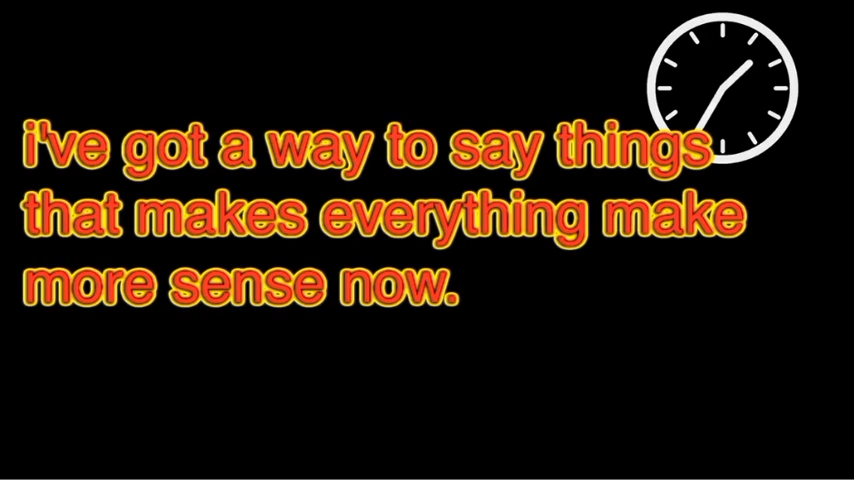 i've got a way to say things
that makes everything make
more sense now.